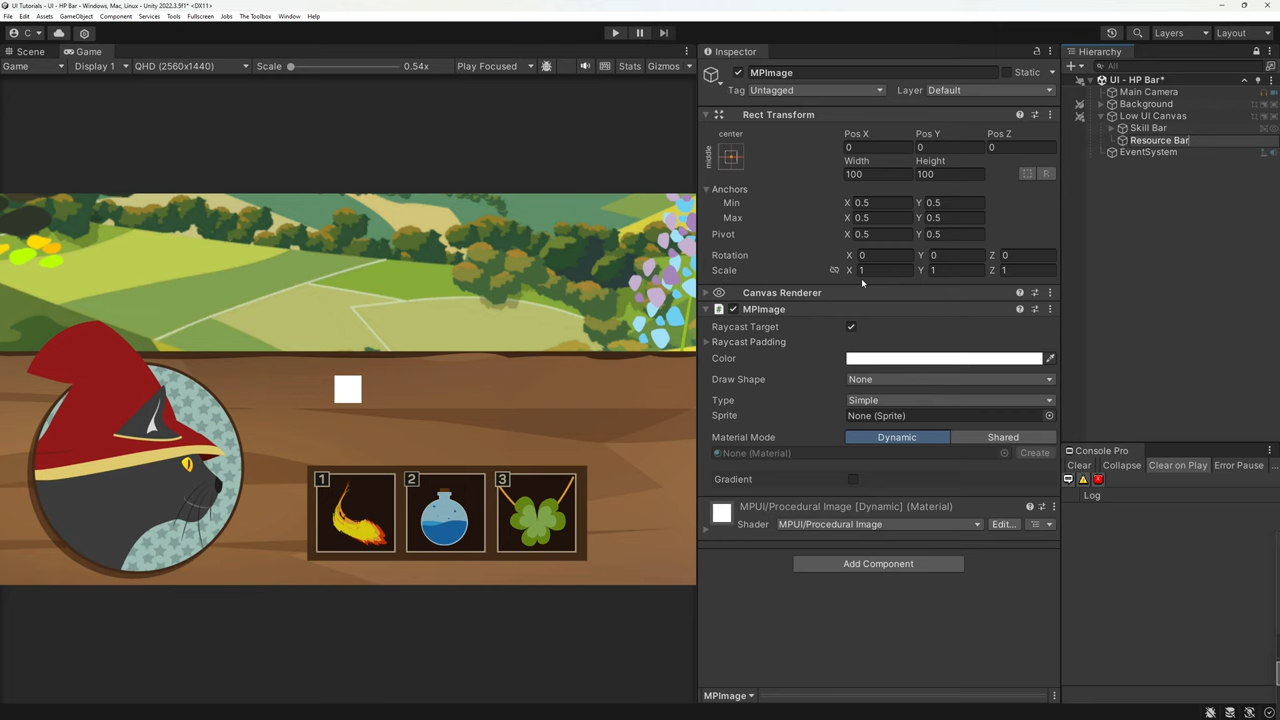 UI Tutorials - UI - HP Bar - Windows, Mac, Linux - Unity 2022.3.5f1* <DX11>
File Edit Assets GameObject Component Services Tools Fullscreen Jobs The Toolbox Window Help
C Layers Layout
Scene Game
Game Display 1 QHD (2560x1440) Scale 0.54x Play Focused Stats Gizmos
1 2 3
Inspector
MPImage Static
Tag Untagged Layer Default
Rect Transform
center Pos X Pos Y Pos Z
middle 0 0 0
Width Height
100 100 R
Anchors
Min X 0.5 Y 0.5
Max X 0.5 Y 0.5
Pivot X 0.5 Y 0.5
Rotation X 0 Y 0 Z 0
Scale X 1 Y 1 Z 1
Canvas Renderer
# MPImage
Raycast Target
Raycast Padding
Color
Draw Shape None
Type Simple
Sprite None (Sprite)
Material Mode Dynamic Shared
None (Material) Create
Gradient
MPUI/Procedural Image [Dynamic] (Material)
Shader MPUI/Procedural Image Edit...
Add Component
MPImage
Hierarchy
All
UI - HP Bar*
Main Camera
Background
Low UI Canvas
Skill Bar
Resource Bar
EventSystem
Console Pro
Clear Collapse Clear on Play Error Pause
Log